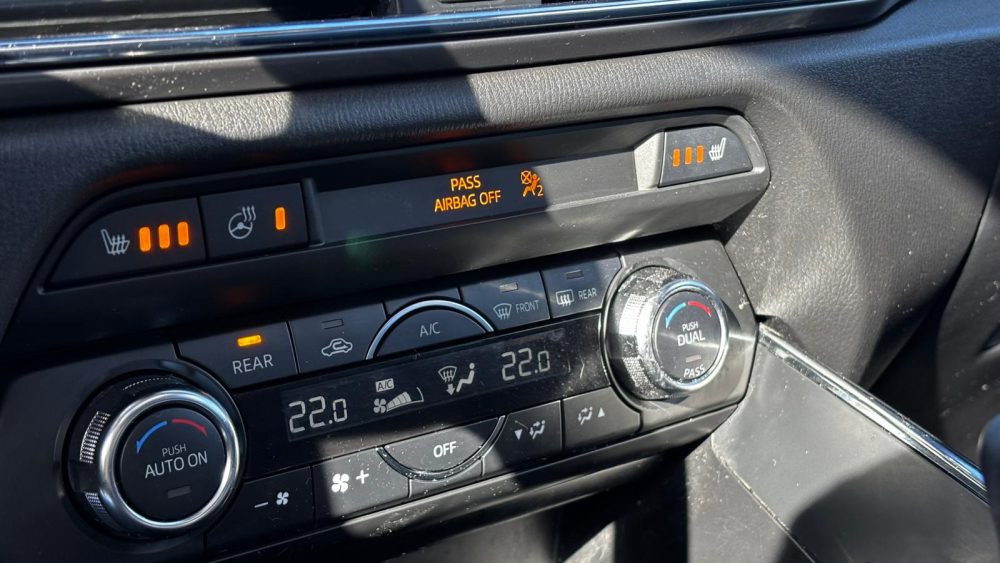 PASS
AIRBAG OFF
2
REAR
A/C
FRONT
REAR
PUSH
DUAL
PASS
22.0
A/C
22.0
PUSH
AUTO ON
OFF